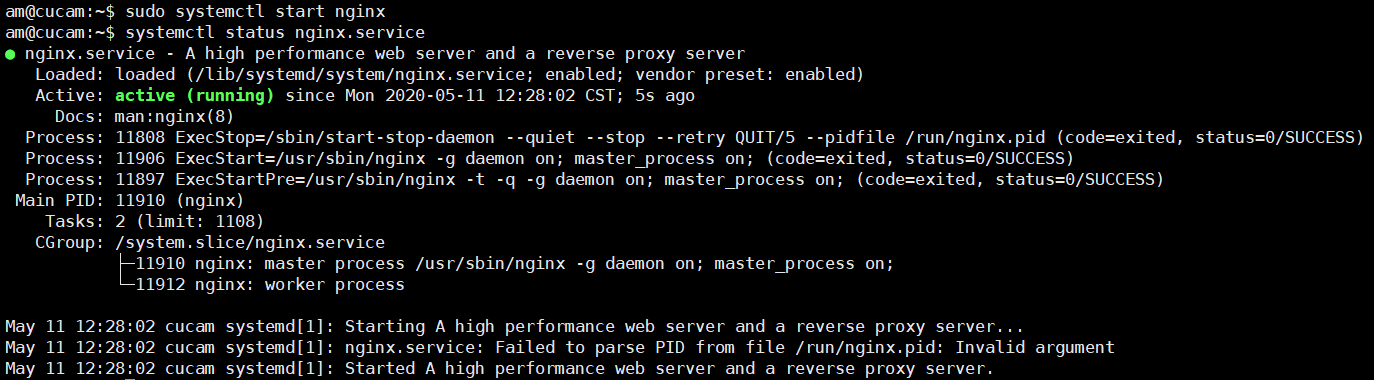 am@cucam:~$ sudo systemctl start nginx
am@cucam:~$ systemctl status nginx.service
● nginx.service - A high performance web server and a reverse proxy server
   Loaded: loaded (/lib/systemd/system/nginx.service; enabled; vendor preset: enabled)
   Active: active (running) since Mon 2020-05-11 12:28:02 CST; 5s ago
     Docs: man:nginx(8)
  Process: 11808 ExecStop=/sbin/start-stop-daemon --quiet --stop --retry QUIT/5 --pidfile /run/nginx.pid (code=exited, status=0/SUCCESS)
  Process: 11906 ExecStart=/usr/sbin/nginx -g daemon on; master_process on; (code=exited, status=0/SUCCESS)
  Process: 11897 ExecStartPre=/usr/sbin/nginx -t -q -g daemon on; master_process on; (code=exited, status=0/SUCCESS)
 Main PID: 11910 (nginx)
    Tasks: 2 (limit: 1108)
   CGroup: /system.slice/nginx.service
           ├─11910 nginx: master process /usr/sbin/nginx -g daemon on; master_process on;
           └─11912 nginx: worker process

May 11 12:28:02 cucam systemd[1]: Starting A high performance web server and a reverse proxy server...
May 11 12:28:02 cucam systemd[1]: nginx.service: Failed to parse PID from file /run/nginx.pid: Invalid argument
May 11 12:28:02 cucam systemd[1]: Started A high performance web server and a reverse proxy server.